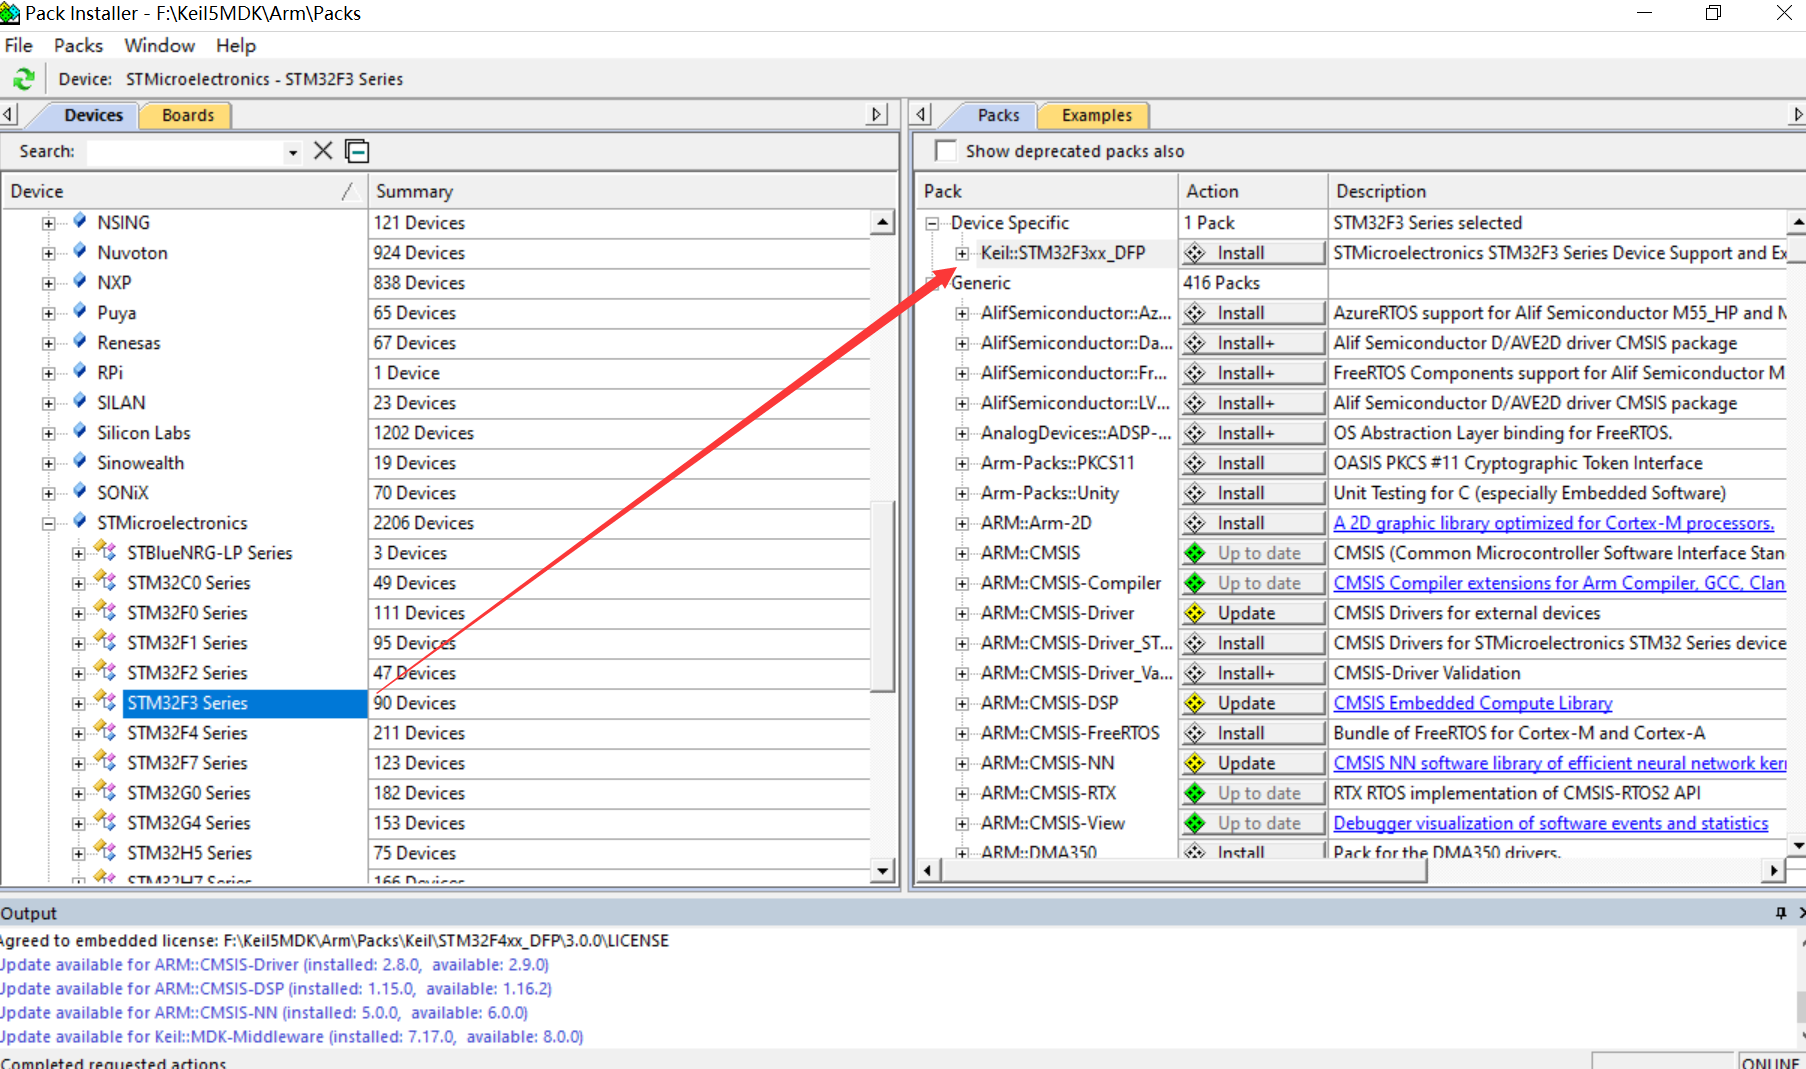 Pack Installer - F:\Keil5MDK\Arm\Packs
File Packs Window Help
Device: STMicroelectronics - STM32F3 Series
Devices Boards
Search:
Device Summary
NSING 121 Devices
Nuvoton 924 Devices
NXP 838 Devices
Puya 65 Devices
Renesas 67 Devices
RPi 1 Device
SILAN 23 Devices
Silicon Labs 1202 Devices
Sinowealth 19 Devices
SONiX 70 Devices
STMicroelectronics 2206 Devices
STBlueNRG-LP Series 3 Devices
STM32C0 Series 49 Devices
STM32F0 Series 111 Devices
STM32F1 Series 95 Devices
STM32F2 Series 47 Devices
STM32F3 Series 90 Devices
STM32F4 Series 211 Devices
STM32F7 Series 123 Devices
STM32G0 Series 182 Devices
STM32G4 Series 153 Devices
STM32H5 Series 75 Devices
STM32H7 Series 166 Devices
Packs Examples
Show deprecated packs also
Pack Action Description
Device Specific 1 Pack STM32F3 Series selected
Keil::STM32F3xx_DFP Install STMicroelectronics STM32F3 Series Device Support and Ex
Generic 416 Packs
AlifSemiconductor::Az... Install AzureRTOS support for Alif Semiconductor M55_HP and M
AlifSemiconductor::Da... Install+ Alif Semiconductor D/AVE2D driver CMSIS package
AlifSemiconductor::Fr... Install+ FreeRTOS Components support for Alif Semiconductor M
AlifSemiconductor::LV... Install+ Alif Semiconductor D/AVE2D driver CMSIS package
AnalogDevices::ADSP-... Install+ OS Abstraction Layer binding for FreeRTOS.
Arm-Packs::PKCS11 Install OASIS PKCS #11 Cryptographic Token Interface
Arm-Packs::Unity Install Unit Testing for C (especially Embedded Software)
ARM::Arm-2D Install A 2D graphic library optimized for Cortex-M processors.
ARM::CMSIS Up to date CMSIS (Common Microcontroller Software Interface Stan
ARM::CMSIS-Compiler Up to date CMSIS Compiler extensions for Arm Compiler, GCC, Clan
ARM::CMSIS-Driver Update CMSIS Drivers for external devices
ARM::CMSIS-Driver_ST... Install CMSIS Drivers for STMicroelectronics STM32 Series device
ARM::CMSIS-Driver_Va... Install+ CMSIS-Driver Validation
ARM::CMSIS-DSP Update CMSIS Embedded Compute Library
ARM::CMSIS-FreeRTOS Install Bundle of FreeRTOS for Cortex-M and Cortex-A
ARM::CMSIS-NN Update CMSIS NN software library of efficient neural network ker
ARM::CMSIS-RTX Up to date RTX RTOS implementation of CMSIS-RTOS2 API
ARM::CMSIS-View Up to date Debugger visualization of software events and statistics
ARM::DMA350 Install Pack for the DMA350 drivers.
Output
Agreed to embedded license: F:\Keil5MDK\Arm\Packs\Keil\STM32F4xx_DFP\3.0.0\LICENSE
Update available for ARM::CMSIS-Driver (installed: 2.8.0, available: 2.9.0)
Update available for ARM::CMSIS-DSP (installed: 1.15.0, available: 1.16.2)
Update available for ARM::CMSIS-NN (installed: 5.0.0, available: 6.0.0)
Update available for Keil::MDK-Middleware (installed: 7.17.0, available: 8.0.0)
Completed requested actions ONLINE